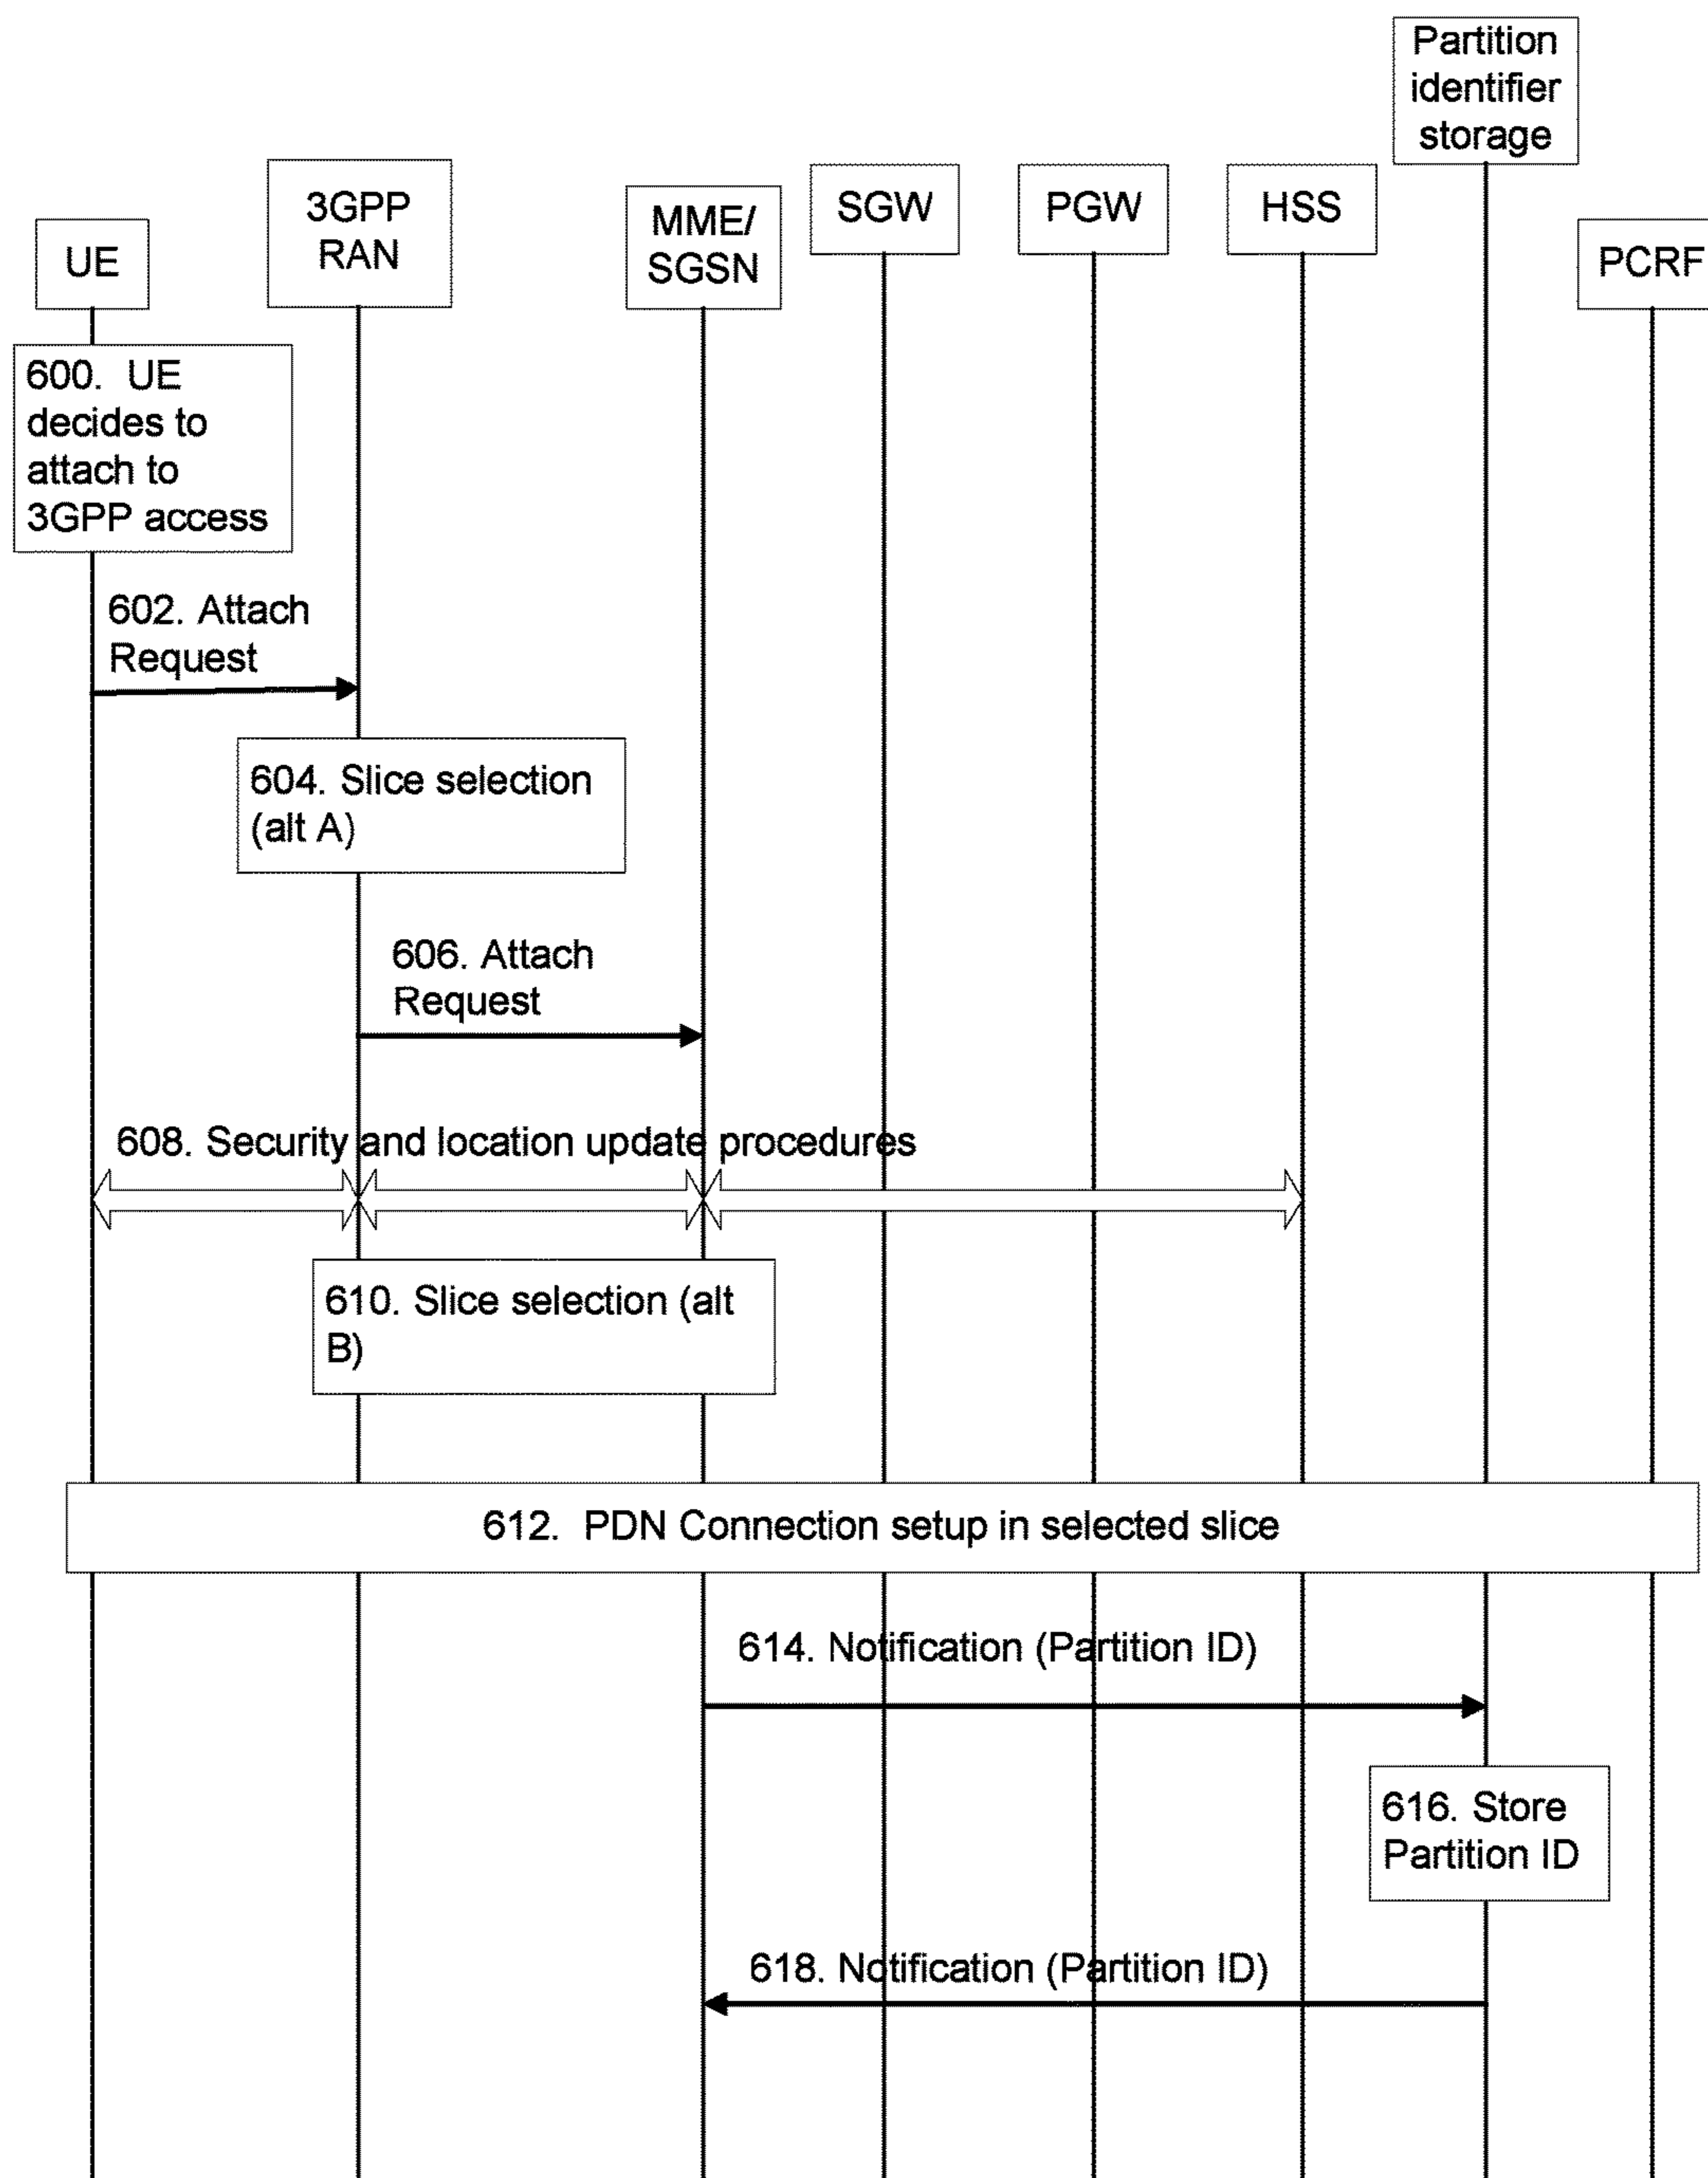 Partition
identifier
storage
UE
3GPP
RAN
MME/
SGSN
SGW
PGW
HSS
PCRF
600. UE
decides to
attach to
3GPP access
602. Attach
Request
604. Slice selection
(alt A)
606. Attach
Request
608. Security and location update procedures
610. Slice selection (alt
B)
612. PDN Connection setup in selected slice
614. Notification (Partition ID)
616. Store
Partition ID
618. Notification (Partition ID)